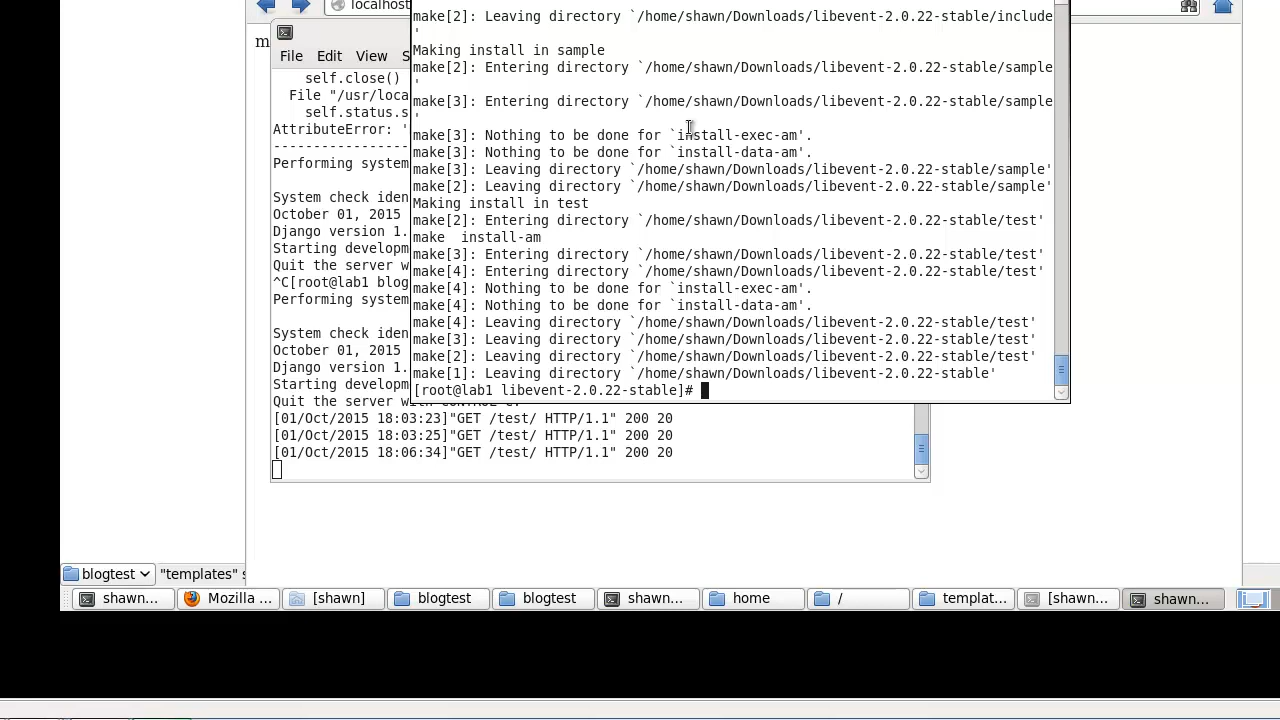 localhost
m
File Edit View S
self.close()
File "/usr/loca
self.status.s
AttributeError: '
-----------------
Performing system
System check iden
October 01, 2015
Django version 1.
Starting developm
Quit the server w
^C[root@lab1 blog
Performing system
System check iden
October 01, 2015
Django version 1.
Starting developm
Quit the server with CONTROL-C.
[01/Oct/2015 18:03:23]"GET /test/ HTTP/1.1" 200 20
[01/Oct/2015 18:03:25]"GET /test/ HTTP/1.1" 200 20
[01/Oct/2015 18:06:34]"GET /test/ HTTP/1.1" 200 20
make[2]: Leaving directory `/home/shawn/Downloads/libevent-2.0.22-stable/include
'
Making install in sample
make[2]: Entering directory `/home/shawn/Downloads/libevent-2.0.22-stable/sample
'
make[3]: Entering directory `/home/shawn/Downloads/libevent-2.0.22-stable/sample
'
make[3]: Nothing to be done for `install-exec-am'.
make[3]: Nothing to be done for `install-data-am'.
make[3]: Leaving directory `/home/shawn/Downloads/libevent-2.0.22-stable/sample'
make[2]: Leaving directory `/home/shawn/Downloads/libevent-2.0.22-stable/sample'
Making install in test
make[2]: Entering directory `/home/shawn/Downloads/libevent-2.0.22-stable/test'
make  install-am
make[3]: Entering directory `/home/shawn/Downloads/libevent-2.0.22-stable/test'
make[4]: Entering directory `/home/shawn/Downloads/libevent-2.0.22-stable/test'
make[4]: Nothing to be done for `install-exec-am'.
make[4]: Nothing to be done for `install-data-am'.
make[4]: Leaving directory `/home/shawn/Downloads/libevent-2.0.22-stable/test'
make[3]: Leaving directory `/home/shawn/Downloads/libevent-2.0.22-stable/test'
make[2]: Leaving directory `/home/shawn/Downloads/libevent-2.0.22-stable/test'
make[1]: Leaving directory `/home/shawn/Downloads/libevent-2.0.22-stable'
[root@lab1 libevent-2.0.22-stable]#
blogtest "templates" s
shawn... Mozilla ... [shawn] blogtest blogtest shawn... home / templat... [shawn... shawn...